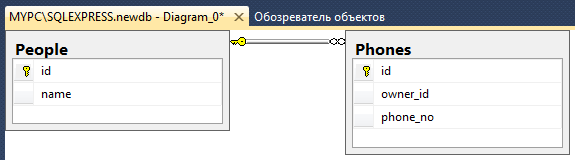 MYPC\SQLEXPRESS.newdb - Diagram_0*
Обозреватель объектов
People
id
name
Phones
id
owner_id
phone_no